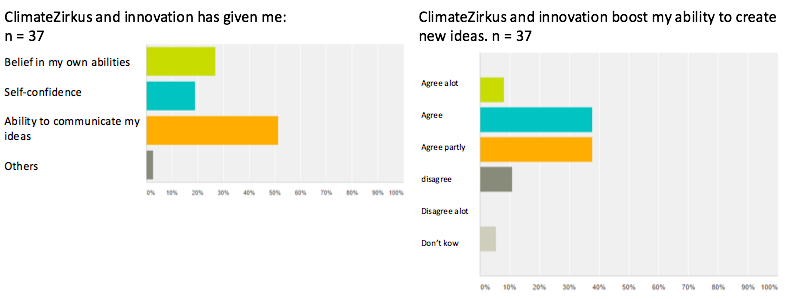 ClimateZirkus and innovation has given me:
n = 37
Belief in my own abilities
Self-confidence
Ability to communicate my
ideas
Others
0% 10% 20% 30% 40% 50% 60% 70% 80% 90% 100%
ClimateZirkus and innovation boost my ability to create
new ideas. n = 37
Agree alot
Agree
Agree partly
disagree
Disagree alot
Don't kow
0% 10% 20% 30% 40% 50% 60% 70% 80% 90% 100%